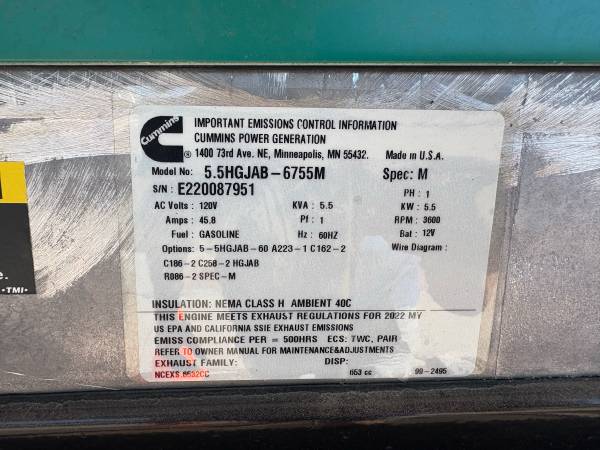 Cummins
®
IMPORTANT EMISSIONS CONTROL INFORMATION
CUMMINS POWER GENERATION
1400 73rd Ave. NE, Minneapolis, MN 55432. Made in U.S.A.
Model No: 5.5HGJAB-6755M Spec: M
S/N: E220087951 PH: 1
AC Volts: 120V KVA: 5.5 KW: 5.5
Amps: 45.8 Pf: 1 RPM: 3600
Fuel: GASOLINE Hz: 60HZ Bat: 12V
Options: 5-5HGJAB-60 A223-1 C162-2 Wire Diagram:
C186-2 C258-2 HGJAB
R086-2 SPEC-M
INSULATION: NEMA CLASS H AMBIENT 40C
THIS ENGINE MEETS EXHAUST REGULATIONS FOR 2022 MY
US EPA AND CALIFORNIA SSIE EXHAUST EMISSIONS
EMISS COMPLIANCE PER = 500HRS ECS: TWC, PAIR
REFER TO OWNER MANUAL FOR MAINTENANCE&ADJUSTMENTS
EXHAUST FAMILY: DISP:
NCEXS.6532CC 653 cc 99-2495
e.
•TMI•